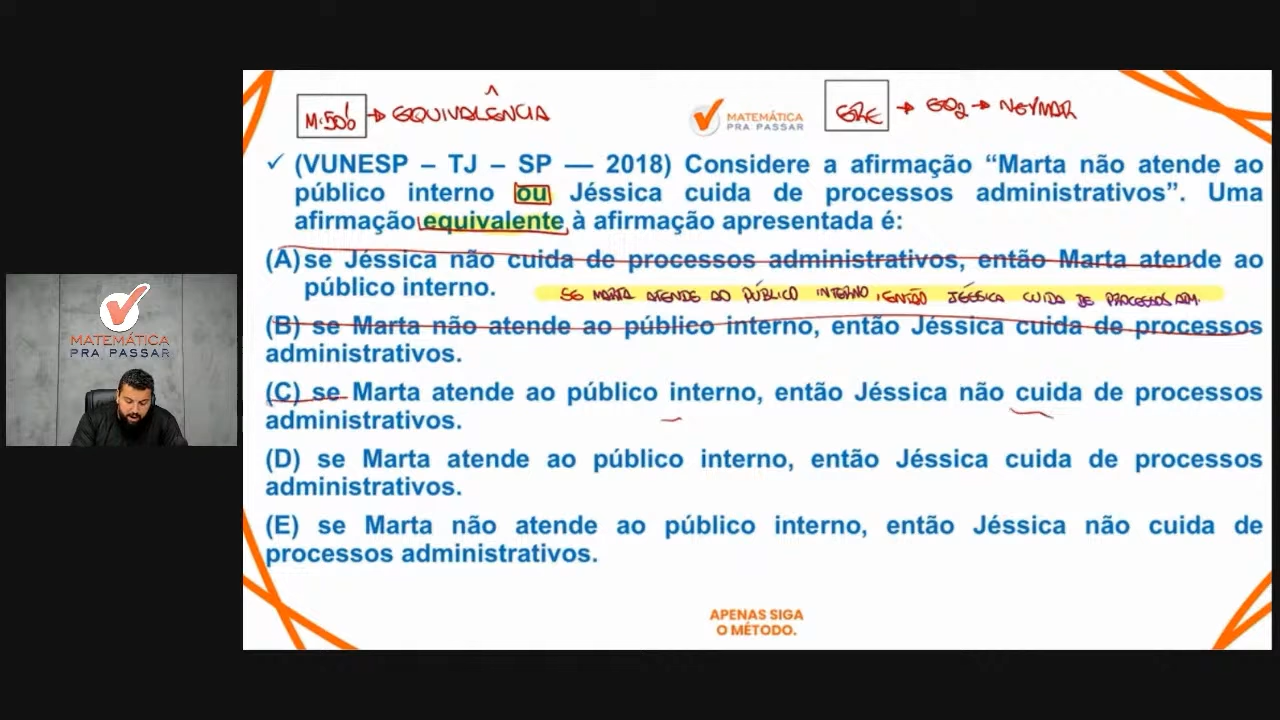 M.50б → EQUIVALÊNCIA
MATEMÁTICA
PRA PASSAR
→ EQ2 → NEYMAR
✓ (VUNESP – TJ – SP –– 2018) Considere a afirmação “Marta não atende ao
público interno ou Jéssica cuida de processos administrativos”. Uma
afirmação equivalente à afirmação apresentada é:
(A) se Jéssica não cuida de processos administrativos, então Marta atende ao
público interno.
SE MARTA ATENDE AO PÚBLICO INTERNO, ENTÃO JÉSSICA CUIDA DE PROCESSOS ADM.
(B) se Marta não atende ao público interno, então Jéssica cuida de processos
administrativos.
(C) se Marta atende ao público interno, então Jéssica não cuida de processos
administrativos.
(D) se Marta atende ao público interno, então Jéssica cuida de processos
administrativos.
(E) se Marta não atende ao público interno, então Jéssica não cuida de
processos administrativos.
APENAS SIGA
O MÉTODO.
MATEMÁTICA
PRA PASSAR